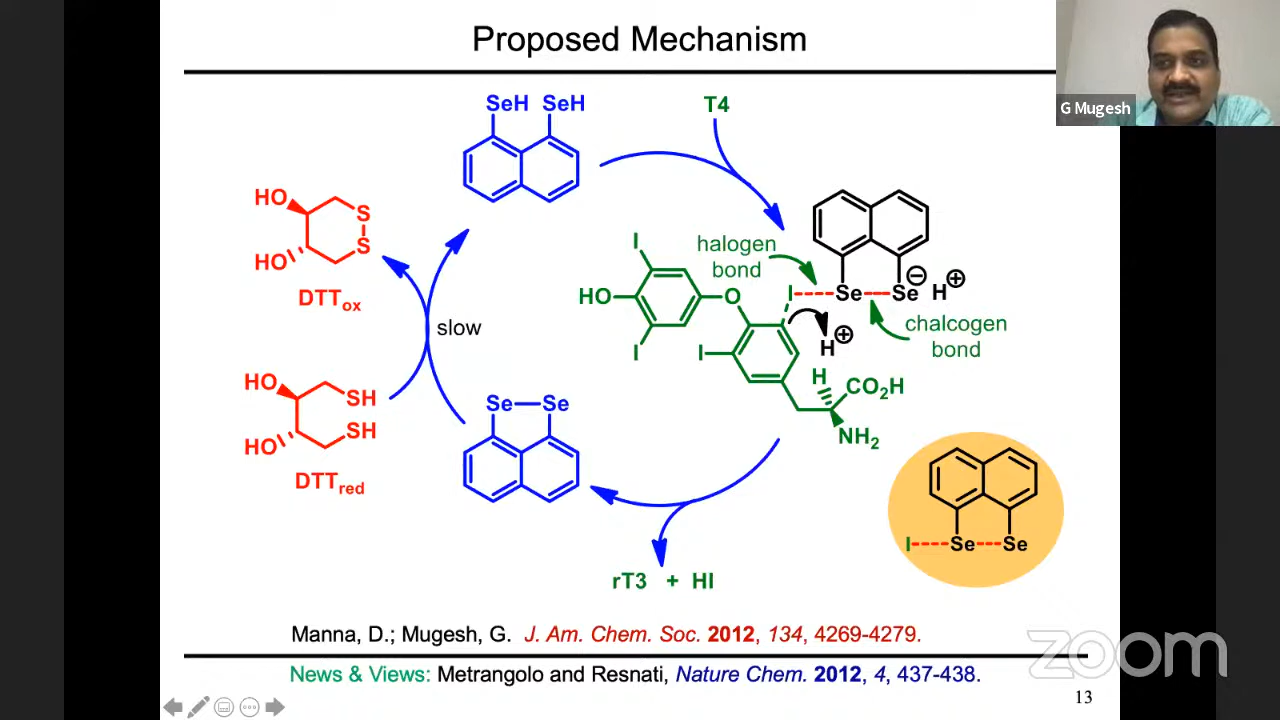 Proposed Mechanism
G Mugesh
SeH SeH
T4
HO
S
S
HO
DTTox
slow
HO
SH
SH
HO
DTTred
Se Se
halogen
bond
I
HO
O
I
I
I
Se Se ⊖ H ⊕
H ⊕
chalcogen
bond
H
CO2H
NH2
I Se Se
rT3 + HI
Manna, D.; Mugesh, G. J. Am. Chem. Soc. 2012, 134, 4269-4279.
News & Views: Metrangolo and Resnati, Nature Chem. 2012, 4, 437-438.
zoom
13